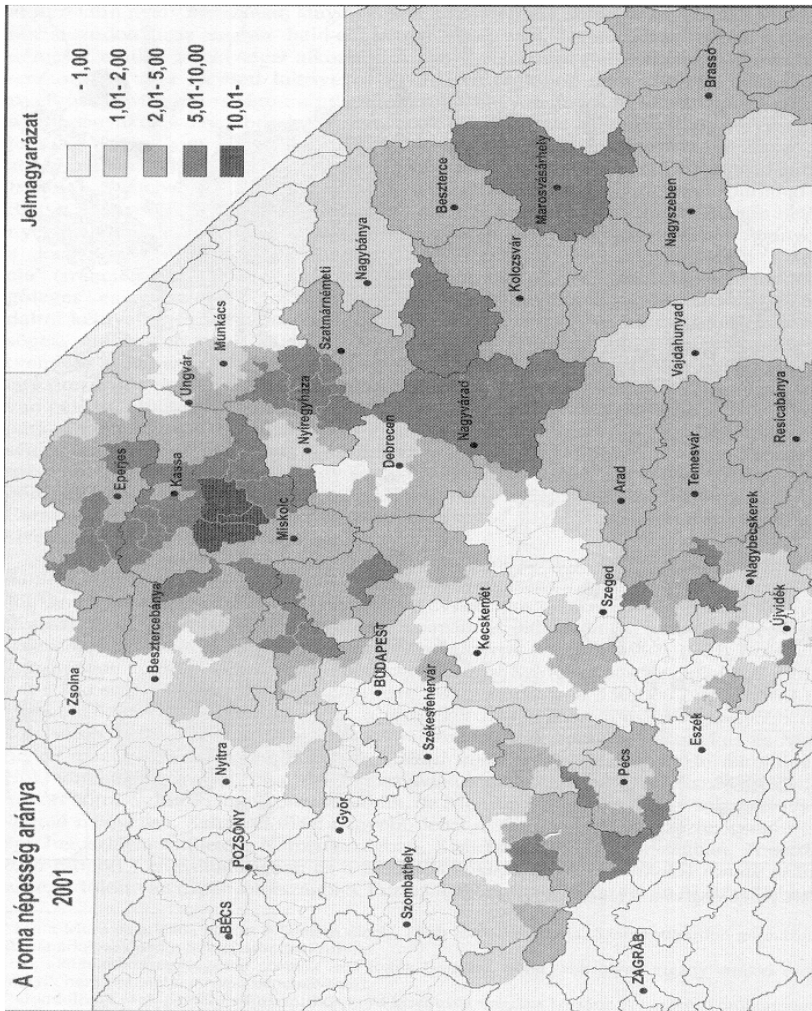 A roma népesség aránya
2001
Jelmagyarázat
- 1,00
1,01- 2,00
2,01- 5,00
5,01-10,00
10,01-
Zsolna
Eperjes
Besztercebánya
Kassa
Ungvár
Nyitra
Munkács
BÉCS
POZSONY
Miskolc
Nyíregyháza
Győr
Szatmárnémeti
Nagybánya
BUDAPEST
Debrecen
Szombathely
Székesfehérvár
Beszterce
Kecskemét
Nagyvárad
Kolozsvár
Marosvásárhely
Szeged
Arad
Pécs
ZAGRÁB
Vajdahunyad
Nagyszeben
Temesvár
Eszék
Brassó
Nagybecskerek
Újvidék
Resicabánya